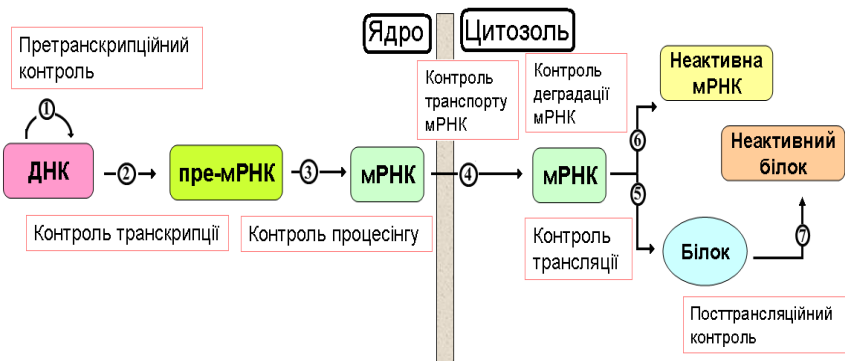 Ядро
Цитозоль
Претранскрипційний
контроль
Контроль
транспорту
мРНК
Контроль
деградації
мРНК
Неактивна
мРНК
1
6
Неактивний
білок
ДНК
2
пре-мРНК
3
мРНК
4
мРНК
5
7
Контроль транскрипції
Контроль процесінгу
Контроль
трансляції
Білок
Посттрансляційний
контроль